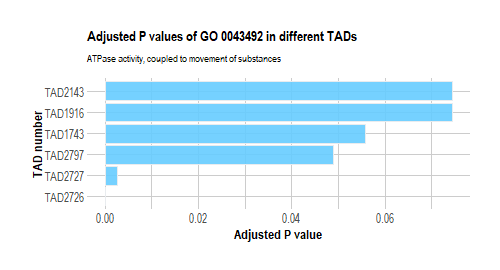 Adjusted P values of GO 0043492 in different TADs
ATPase activity, coupled to movement of substances
TAD number
TAD2143
TAD1916
TAD1743
TAD2797
TAD2727
TAD2726
0.00 0.02 0.04 0.06
Adjusted P value